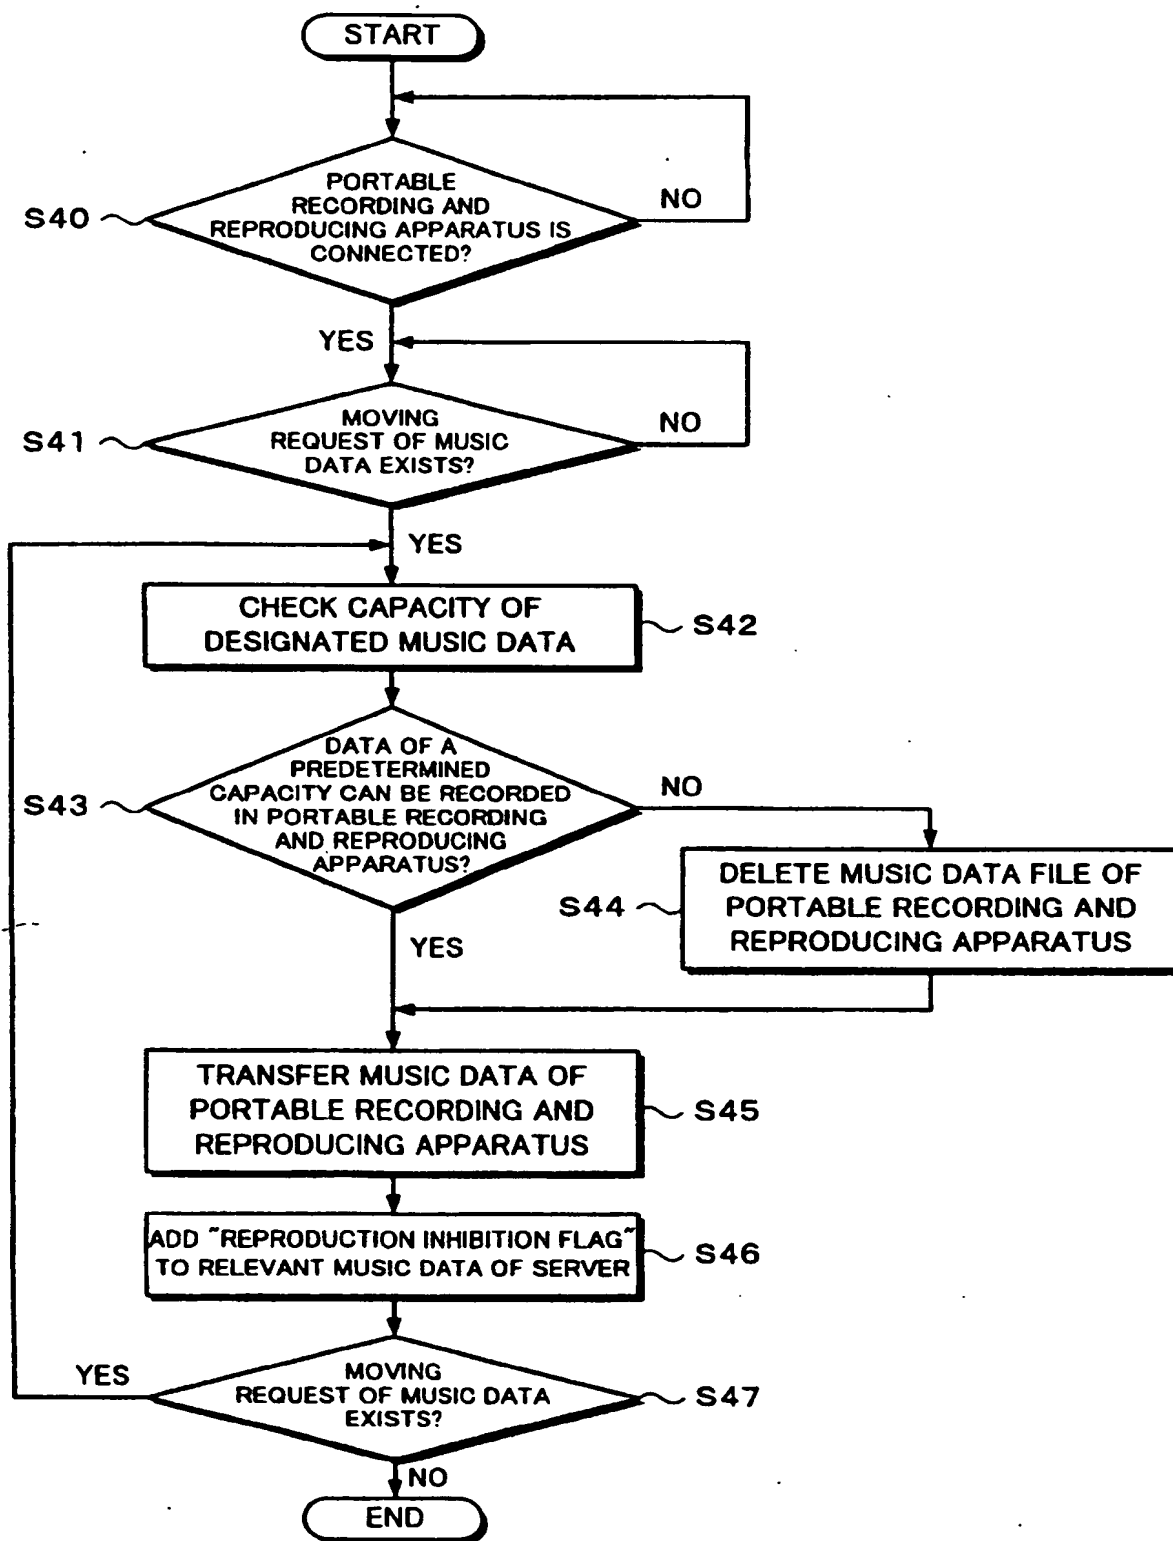 START
PORTABLE
RECORDING AND
REPRODUCING APPARATUS IS
CONNECTED?
S40
NO
YES
MOVING
REQUEST OF MUSIC
DATA EXISTS?
S41
NO
YES
CHECK CAPACITY OF
DESIGNATED MUSIC DATA
S42
DATA OF A
PREDETERMINED
CAPACITY CAN BE RECORDED
IN PORTABLE RECORDING
AND REPRODUCING
APPARATUS?
S43
NO
S44
DELETE MUSIC DATA FILE OF
PORTABLE RECORDING AND
REPRODUCING APPARATUS
YES
TRANSFER MUSIC DATA OF
PORTABLE RECORDING AND
REPRODUCING APPARATUS
S45
ADD "REPRODUCTION INHIBITION FLAG"
TO RELEVANT MUSIC DATA OF SERVER
S46
YES
MOVING
REQUEST OF MUSIC DATA
EXISTS?
S47
NO
END